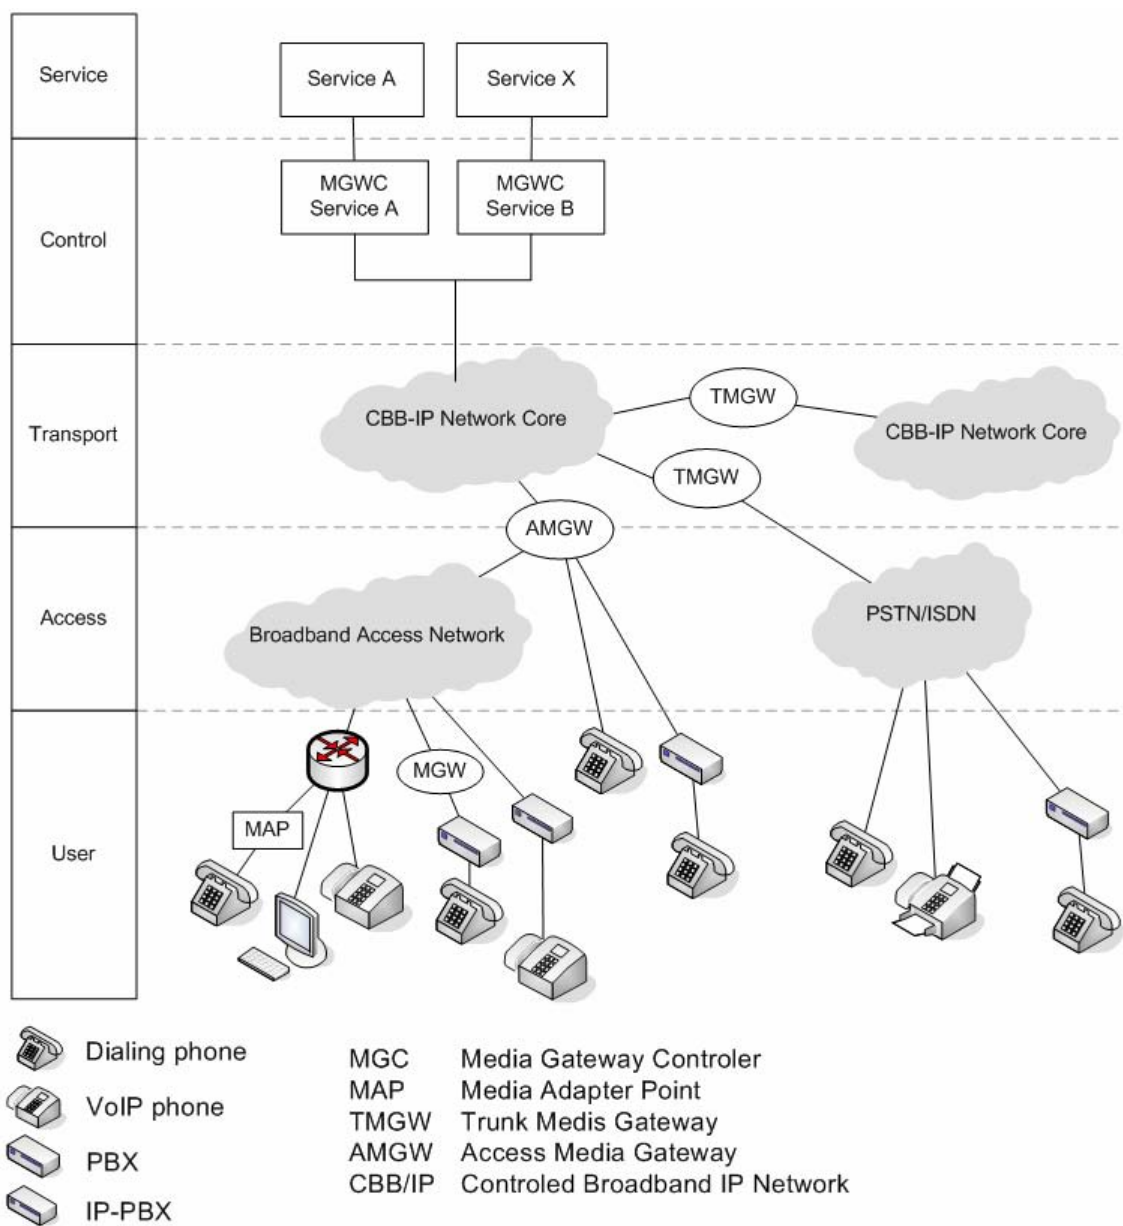 Service
Service A
Service X
MGWC
Service A
MGWC
Service B
Control
Transport
CBB-IP Network Core
TMGW
CBB-IP Network Core
TMGW
AMGW
Access
Broadband Access Network
PSTN/ISDN
User
MGW
MAP
Dialing phone
VoIP phone
PBX
IP-PBX
MGC Media Gateway Controler
MAP Media Adapter Point
TMGW Trunk Medis Gateway
AMGW Access Media Gateway
CBB/IP Controled Broadband IP Network